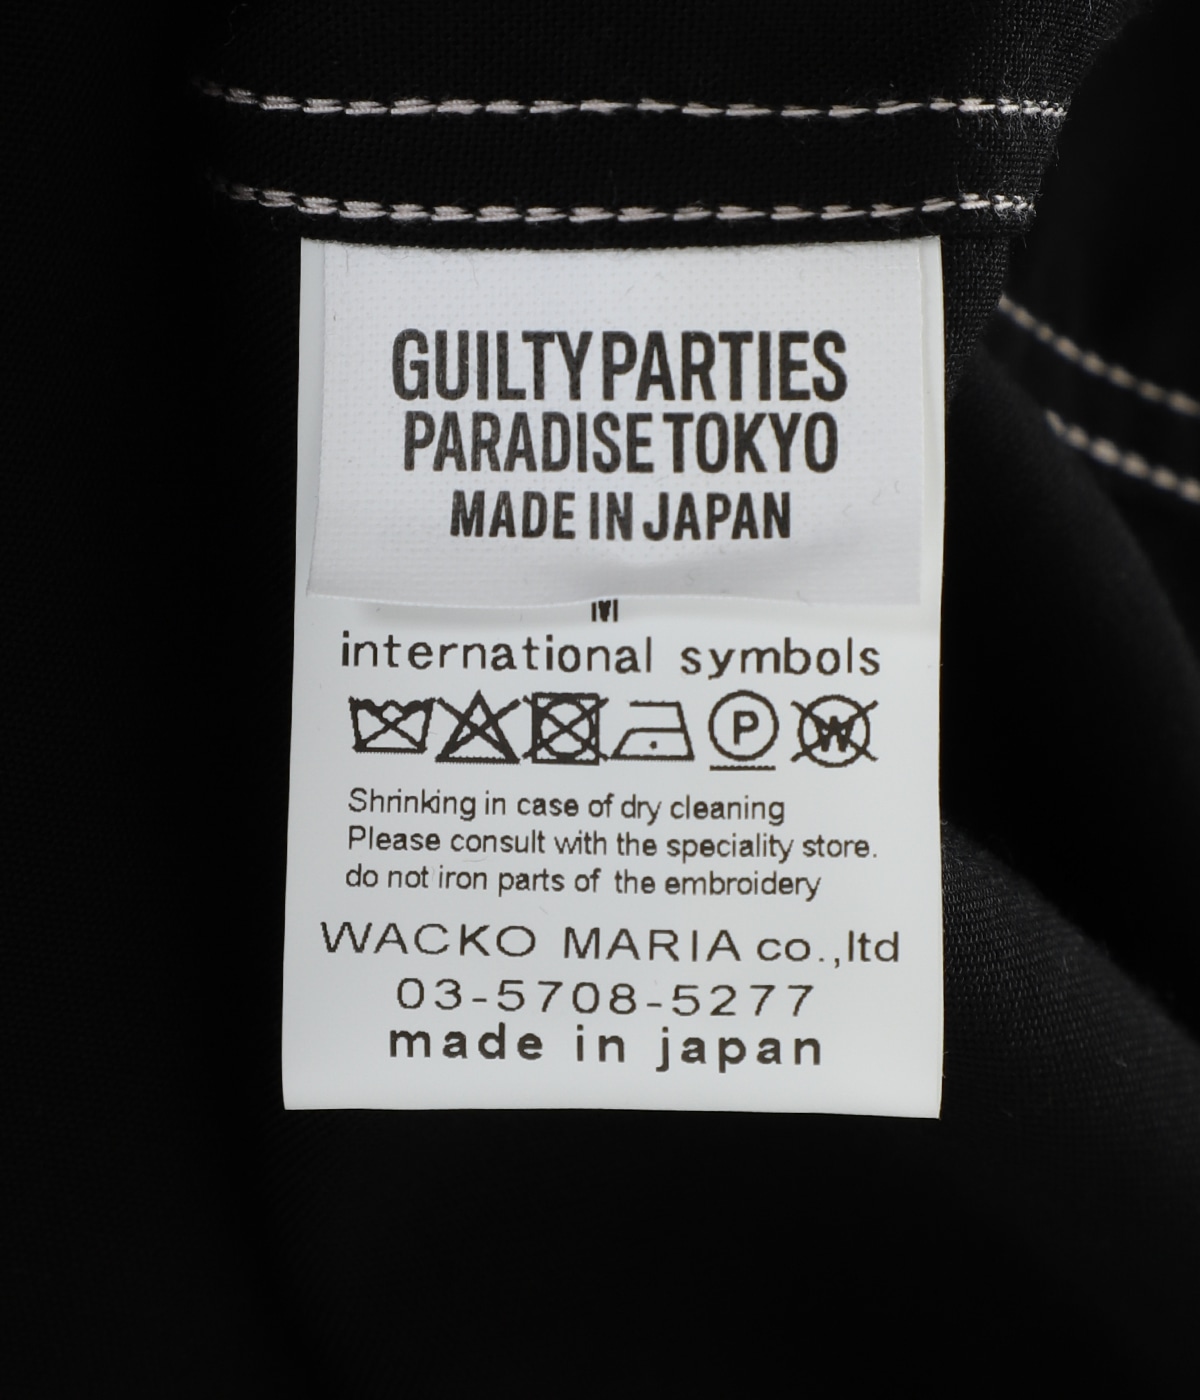 GUILTY PARTIES
PARADISE TOKYO
MADE IN JAPAN
M
international symbols
P W
Shrinking in case of dry cleaning
Please consult with the speciality store.
do not iron parts of the embroidery
WACKO MARIA co.,ltd
03-5708-5277
made in japan